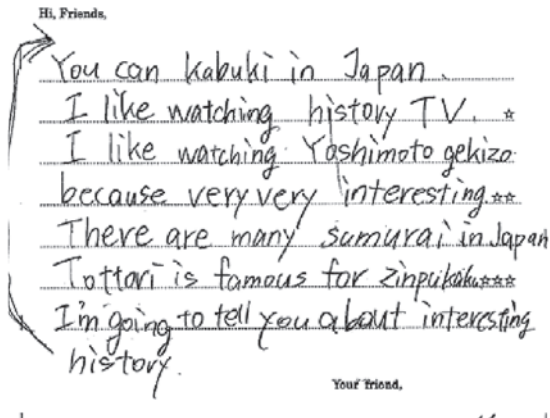 Hi, Friends,
You can kabuki in Japan.
I like watching history TV. ☆
I like watching Yoshimoto gekizo
because very very interesting. ☆☆
There are many samurai in Japan
Tottori is famous for zinpukaku ☆☆☆
I'm going to tell you about interesting
history.
Your friend,